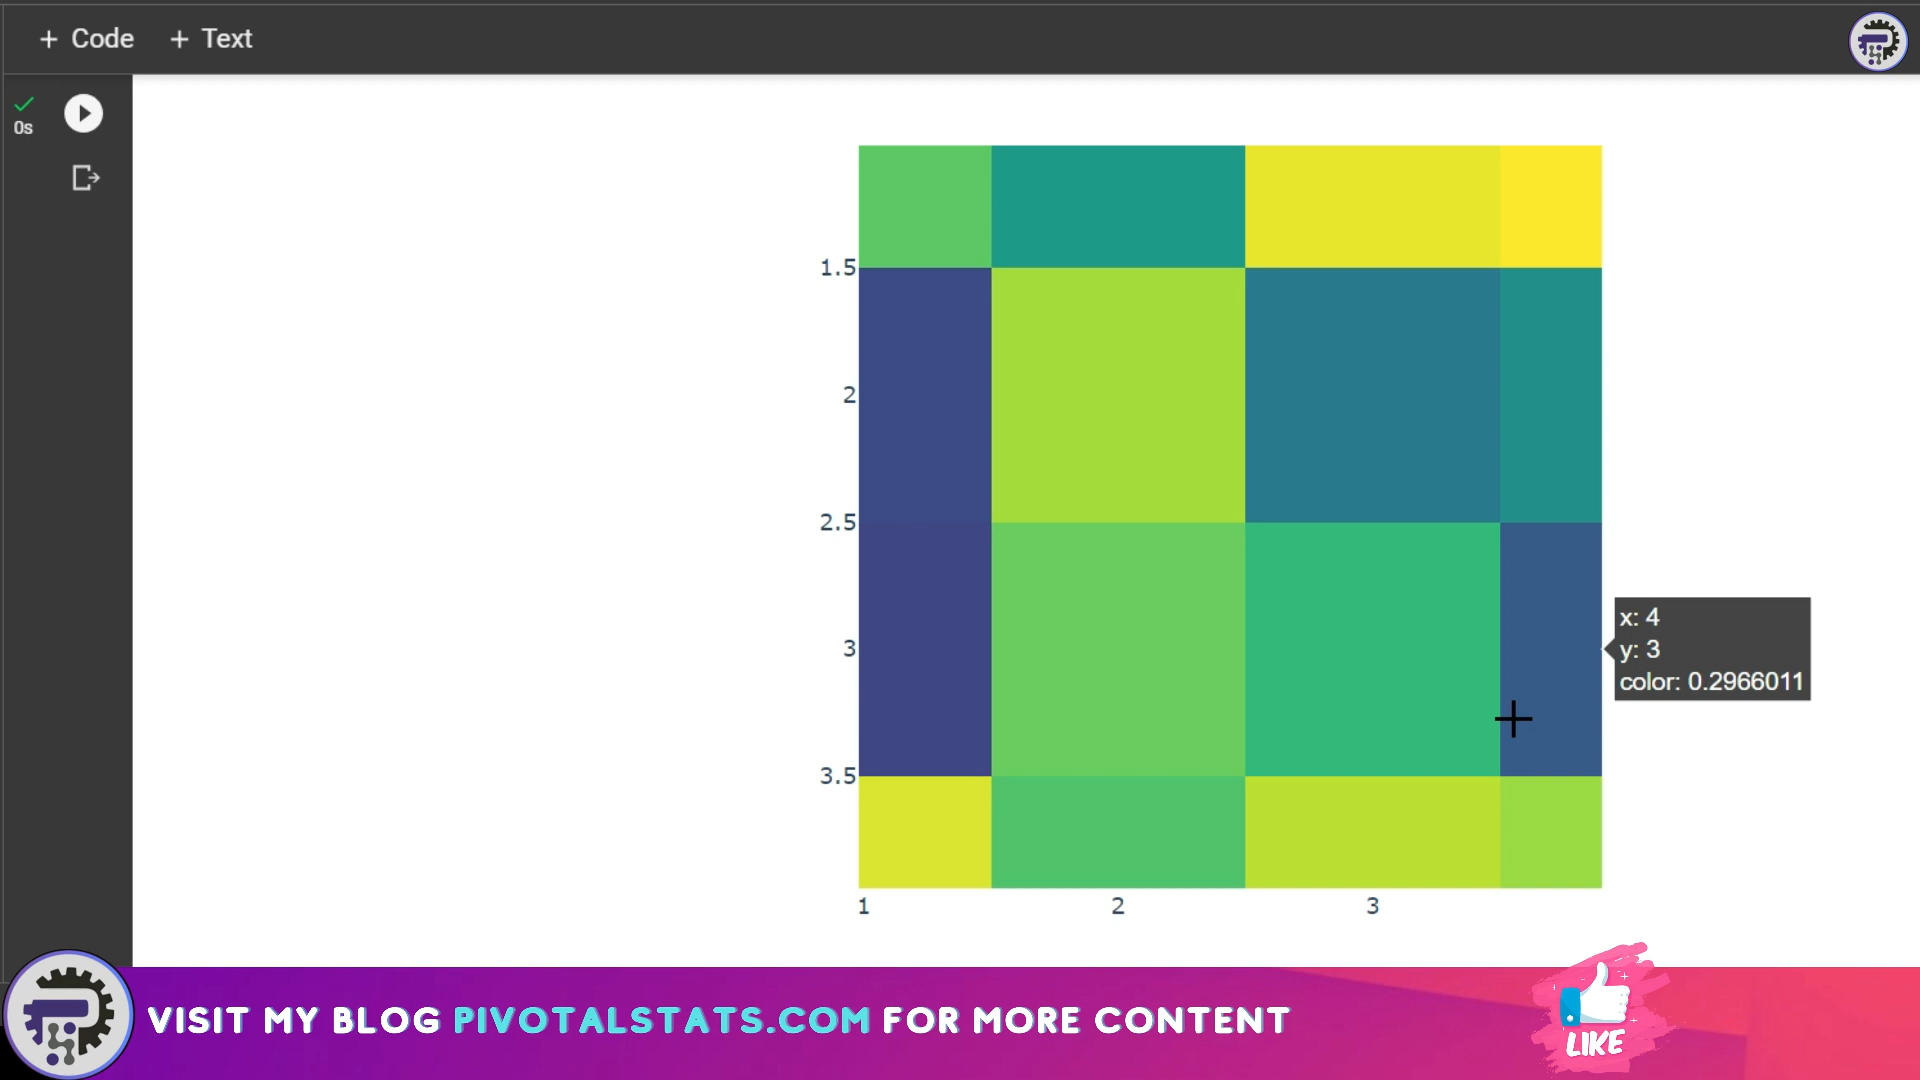 + Code + Text
0s
1.5
2
2.5
3
3.5
1 2 3
x: 4
y: 3
color: 0.2966011
VISIT MY BLOG PIVOTALSTATS.COM FOR MORE CONTENT
LIKE